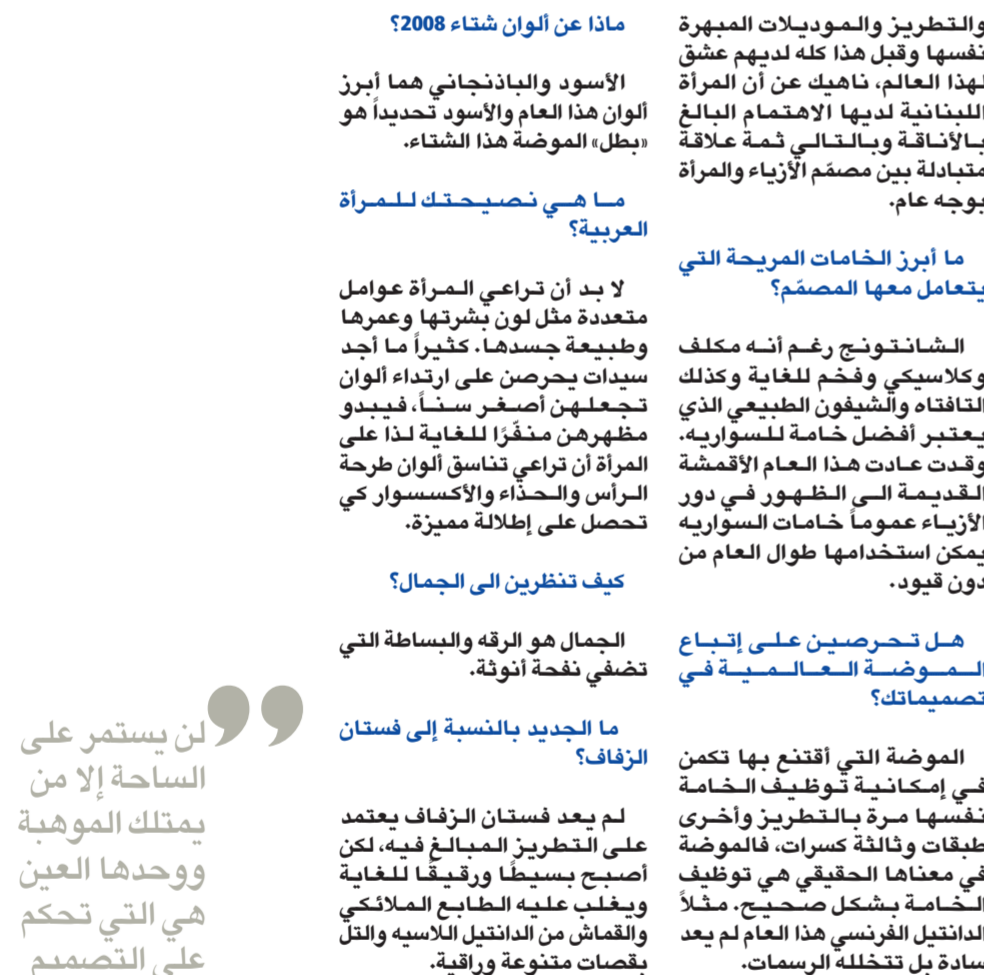 والتطريز والموديلات المبهرة
نفسها وقبل هذا كله لديهم عشق
لهذا العالم، ناهيك عن أن المرأة
اللبنانية لديها الاهتمام البالغ
بالأناقة وبالتالي ثمة علاقة
متبادلة بين مصمّم الأزياء والمرأة
بوجه عام.
ما أبرز الخامات المريحة التي
يتعامل معها المصمّم؟
الشانتونج رغم أنه مكلف
وكلاسيكي وفخم للغاية وكذلك
التافتاه والشيفون الطبيعي الذي
يعتبر أفضل خامة للسواريه.
وقدت عادت هذا العام الأقمشة
القديمة الى الظهور في دور
الأزياء عموماً خامات السواريه
يمكن استخدامها طوال العام من
دون قيود.
هل تحرصين على إتباع
الموضة العالمية في
تصميماتك؟
الموضة التي أقتنع بها تكمن
في إمكانية توظيف الخامة
نفسها مرة بالتطريز وأخرى
طبقات وثالثة كسرات، فالموضة
في معناها الحقيقي هي توظيف
الخامة بشكل صحيح. مثلاً
الدانتيل الفرنسي هذا العام لم يعد
سادة بل تتخلله الرسمات.
ماذا عن ألوان شتاء 2008؟
الأسود والباذنجاني هما أبرز
ألوان هذا العام والأسود تحديداً هو
«بطل» الموضة هذا الشتاء.
ما هي نصيحتك للمرأة
العربية؟
لا بد أن تراعي المرأة عوامل
متعددة مثل لون بشرتها وعمرها
وطبيعة جسدها. كثيراً ما أجد
سيدات يحرصن على ارتداء ألوان
تجعلهن أصغر سناً، فيبدو
مظهرهن منفّرًا للغاية لذا على
المرأة أن تراعي تناسق ألوان طرحة
الرأس والحذاء والأكسسوار كي
تحصل على إطلالة مميزة.
كيف تنظرين الى الجمال؟
الجمال هو الرقه والبساطة التي
تضفي نفحة أنوثة.
ما الجديد بالنسبة إلى فستان
الزفاف؟
لم يعد فستان الزفاف يعتمد
على التطريز المبالغ فيه، لكن
أصبح بسيطًا ورقيقًا للغاية
ويغلب عليه الطابع الملائكي
والقماش من الدانتيل اللاسيه والتل
بقصات متنوعة وراقية.
❞ لن يستمر على
الساحة إلا من
يمتلك الموهبة
ووحدها العين
هي التي تحكم
على التصميم